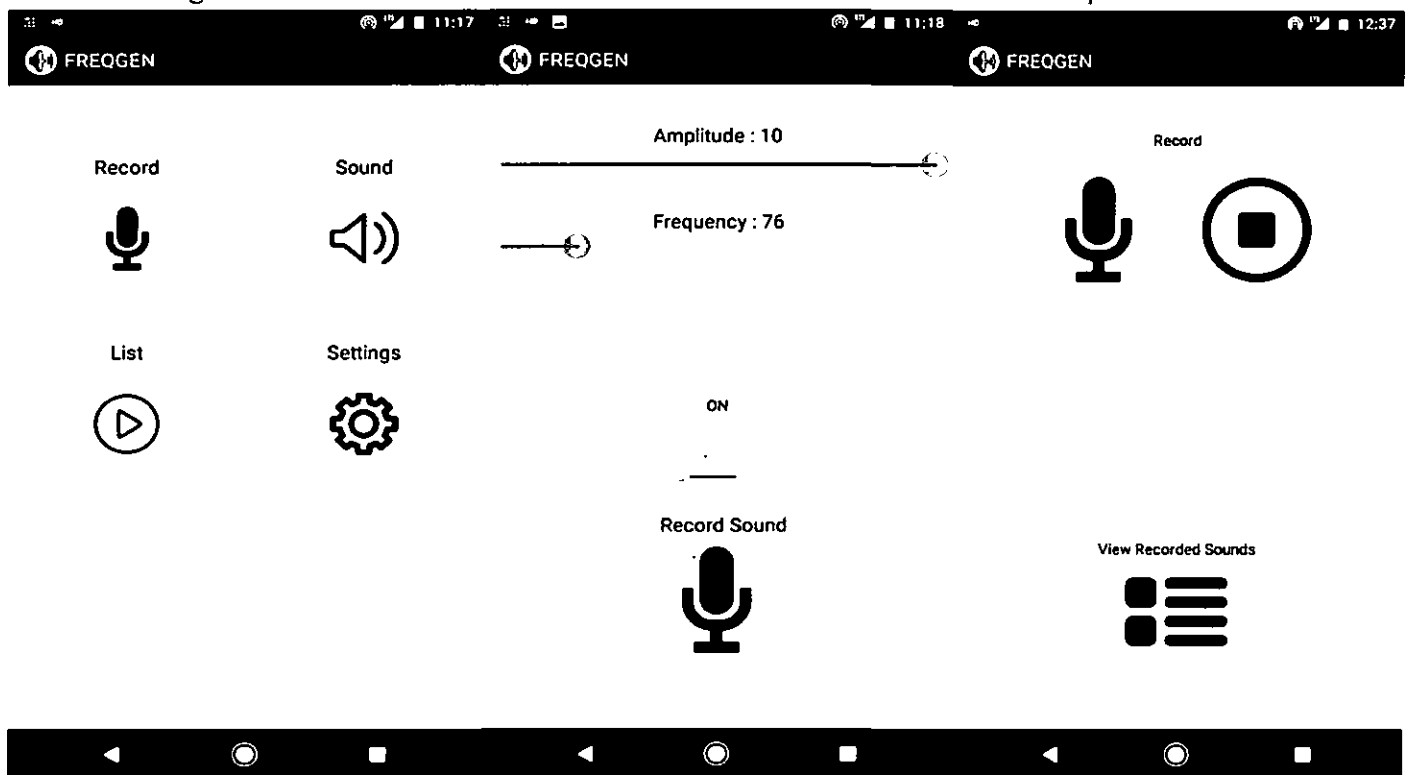 11:17
FREQGEN
Record
Sound
List
Settings
11:18
FREQGEN
Amplitude : 10
Frequency : 76
ON
Record Sound
12:37
FREQGEN
Record
View Recorded Sounds